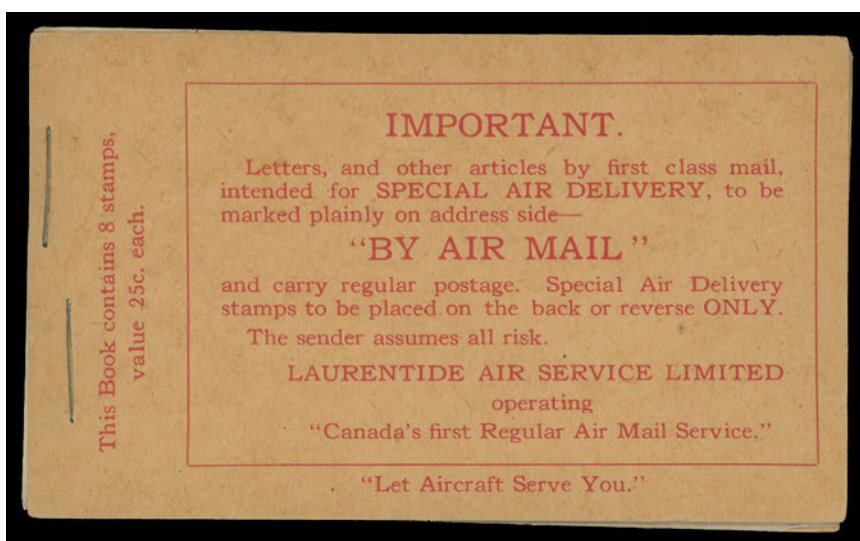 This Book contains 8 stamps,
value 25c. each.
IMPORTANT.
Letters, and other articles by first class mail,
intended for SPECIAL AIR DELIVERY, to be
marked plainly on address side—
"BY AIR MAIL"
and carry regular postage. Special Air Delivery
stamps to be placed on the back or reverse ONLY.
The sender assumes all risk.
LAURENTIDE AIR SERVICE LIMITED
operating
"Canada's first Regular Air Mail Service."
"Let Aircraft Serve You."